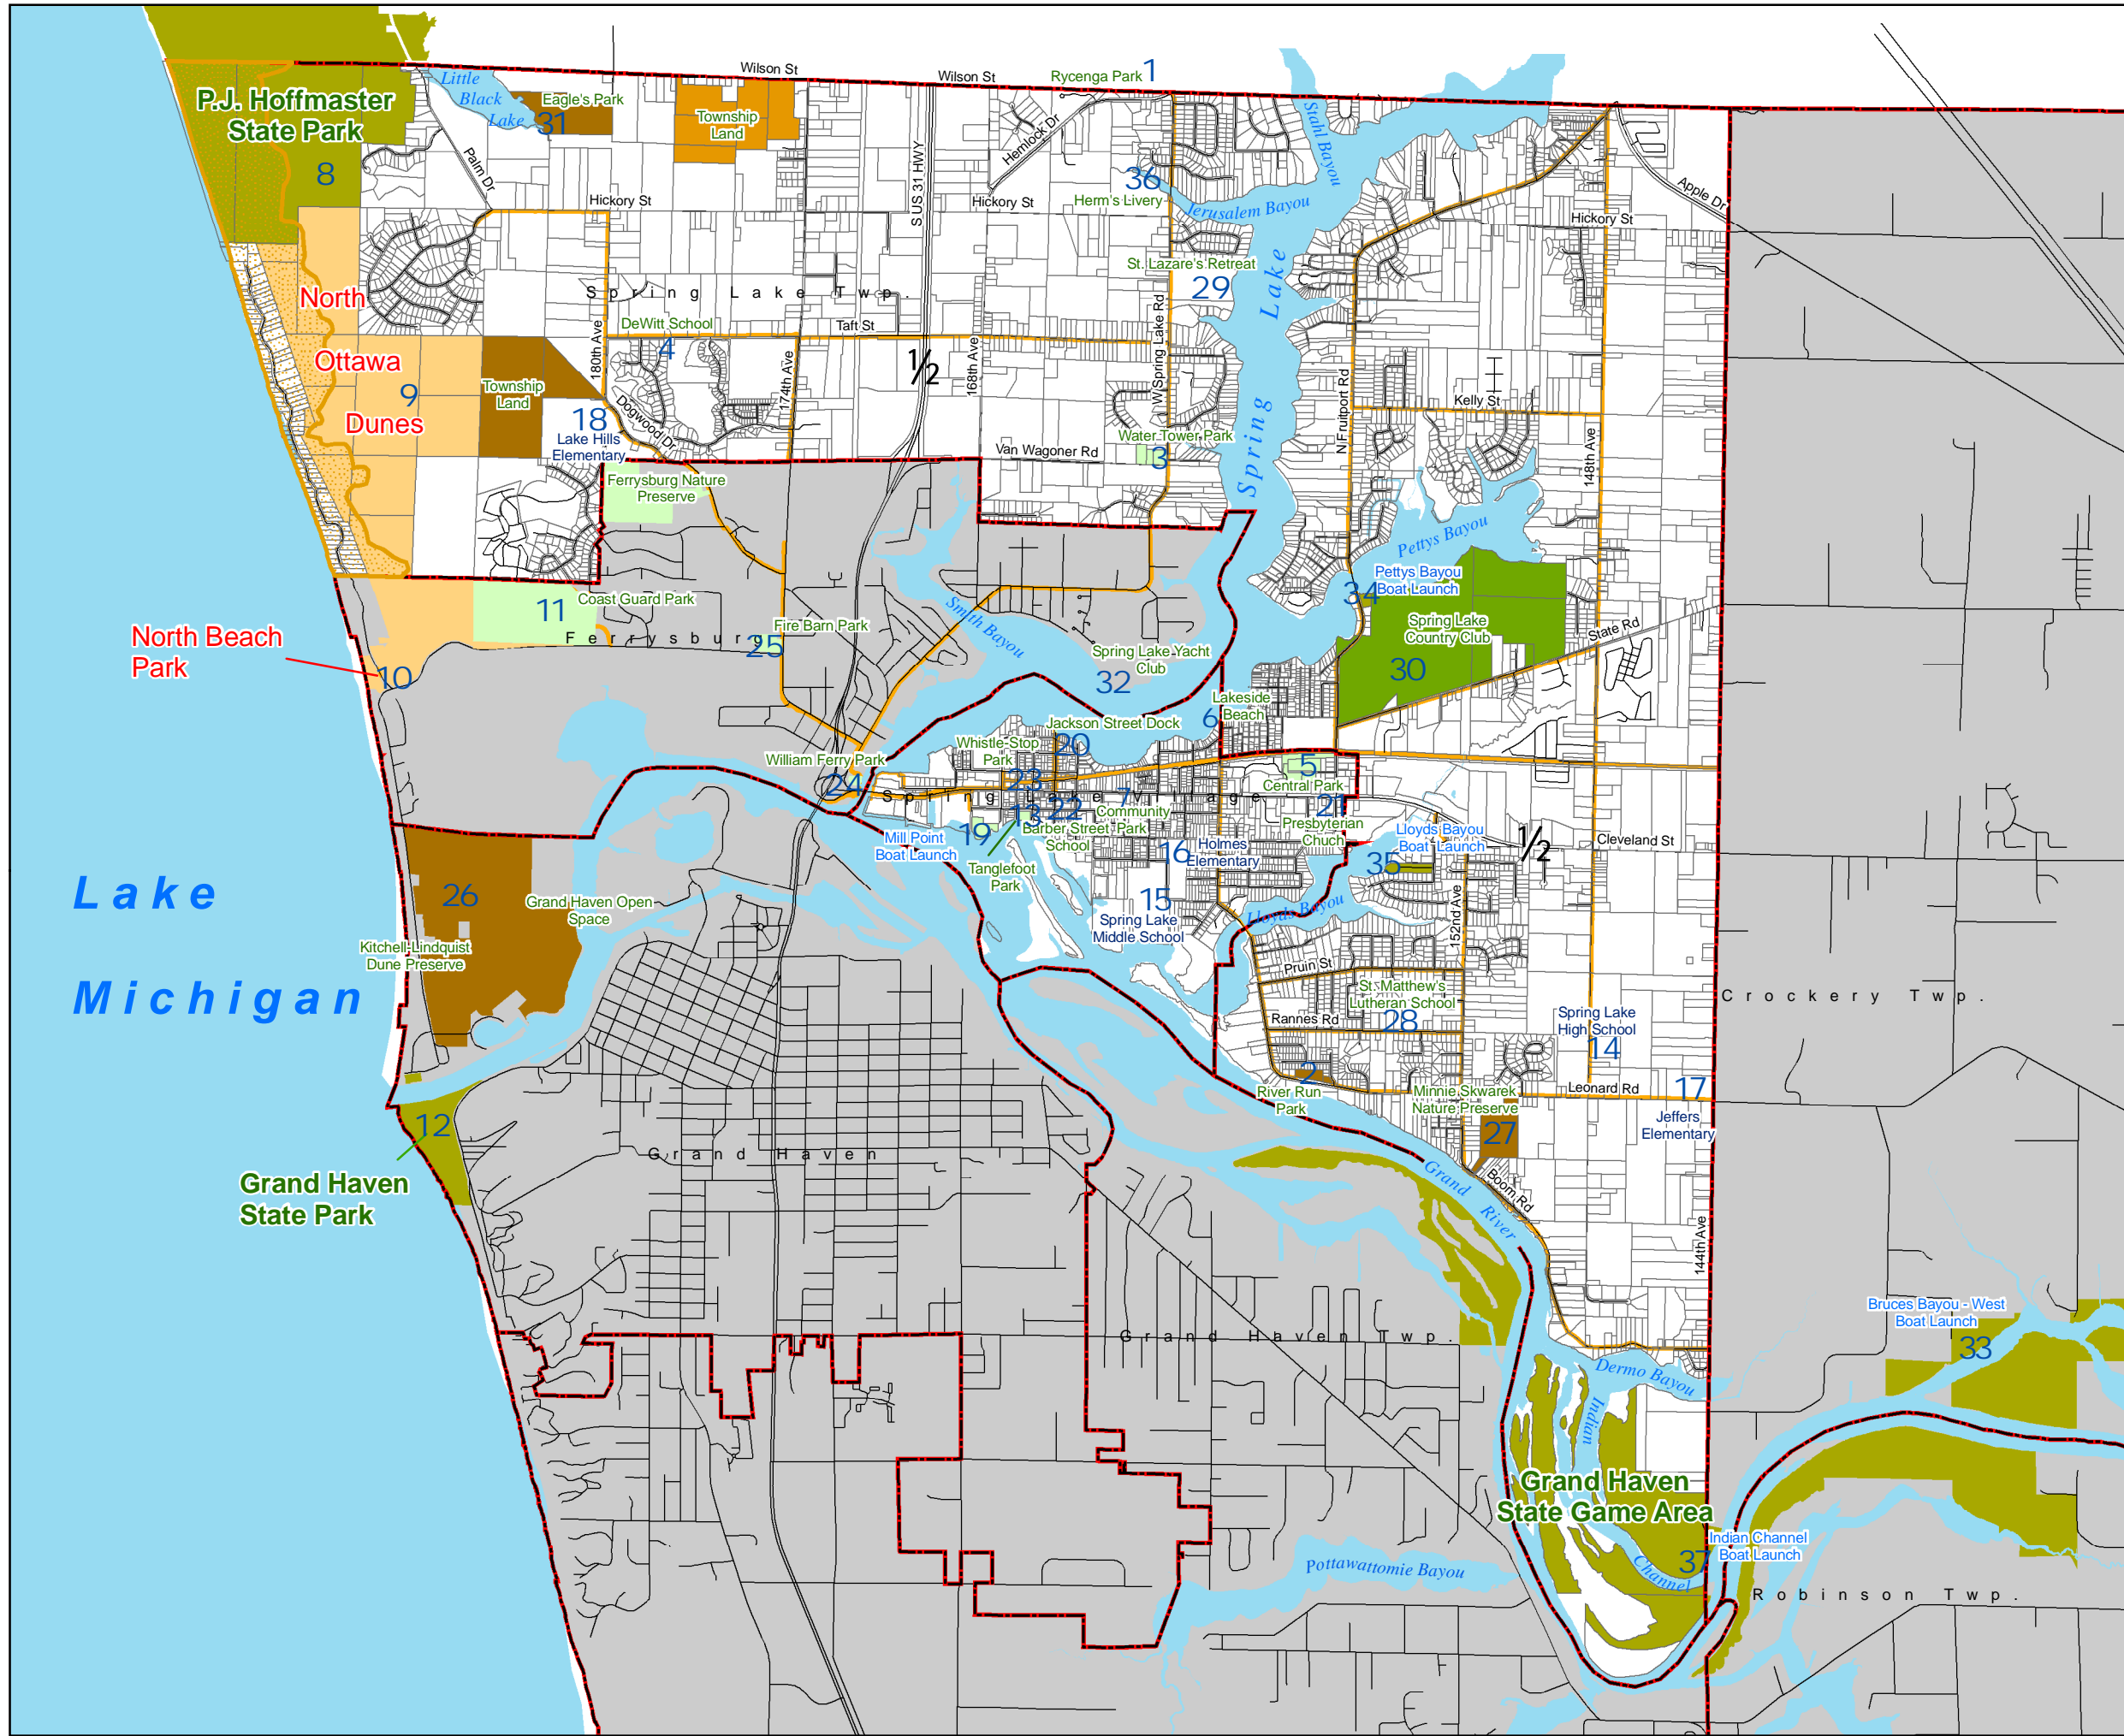 Wilson St
Wilson St
Rycenga Park
1
Little
Black
Lake
P.J. Hoffmaster
State Park
8
Eagle's Park
31
Township
Land
Palm Dr
S US 31 HWY
Hemlock Dr
Stahl Bayou
36
Herm's Livery
Jerusalem Bayou
Hickory St
Hickory St
Hickory St
Apple Dr
St. Lazare's Retreat
29
Spring Lake Twp.
North
Ottawa
Dunes
9
DeWitt School
4
Taft St
180th Ave
174th Ave
½
168th Ave
W Spring Lake Rd
Spring Lake
N Fruitport Rd
Kelly St
148th Ave
Township
Land
18
Lake Hills
Elementary
Dogwood Dr
Water Tower Park
3
Van Wagoner Rd
Ferrysburg Nature
Preserve
Pettys Bayou
Pettys Bayou
Boat Launch
34
Coast Guard Park
11
Ferrysburg
Fire Barn Park
25
Smith Bayou
Spring Lake Yacht
Club
32
Spring Lake
Country Club
30
State Rd
North Beach
Park
10
Lakeside
Beach
6
Jackson Street Dock
20
Whistle-Stop
Park
23
William Ferry Park
24
Spring Lake Village
5
Central Park
21
Presbyterian
Chuch
7
Community
22
13
Barber Street Park
School
19
Mill Point
Boat Launch
Tanglefoot
Park
16
Holmes
Elementary
Lloyds Bayou
Boat Launch
35
½
Cleveland St
15
Spring Lake
Middle School
Lloyds Bayou
152nd Ave
Lake
Michigan
26
Grand Haven Open
Space
Kitchell-Lindquist
Dune Preserve
Pruin St
St. Matthew's
Lutheran School
28
Rannes Rd
Spring Lake
High School
14
Crockery Twp.
2
River Run
Park
Minnie Skwarek
Nature Preserve
27
Leonard Rd
17
Jeffers
Elementary
12
Grand Haven
State Park
Grand Haven
Grand River
Boom Rd
144th Ave
Bruces Bayou - West
Boat Launch
33
Grand Haven Twp.
Dermo Bayou
Indian
Channel
Grand Haven
State Game Area
Indian Channel
Boat Launch
37
Pottawattomie Bayou
Robinson Twp.